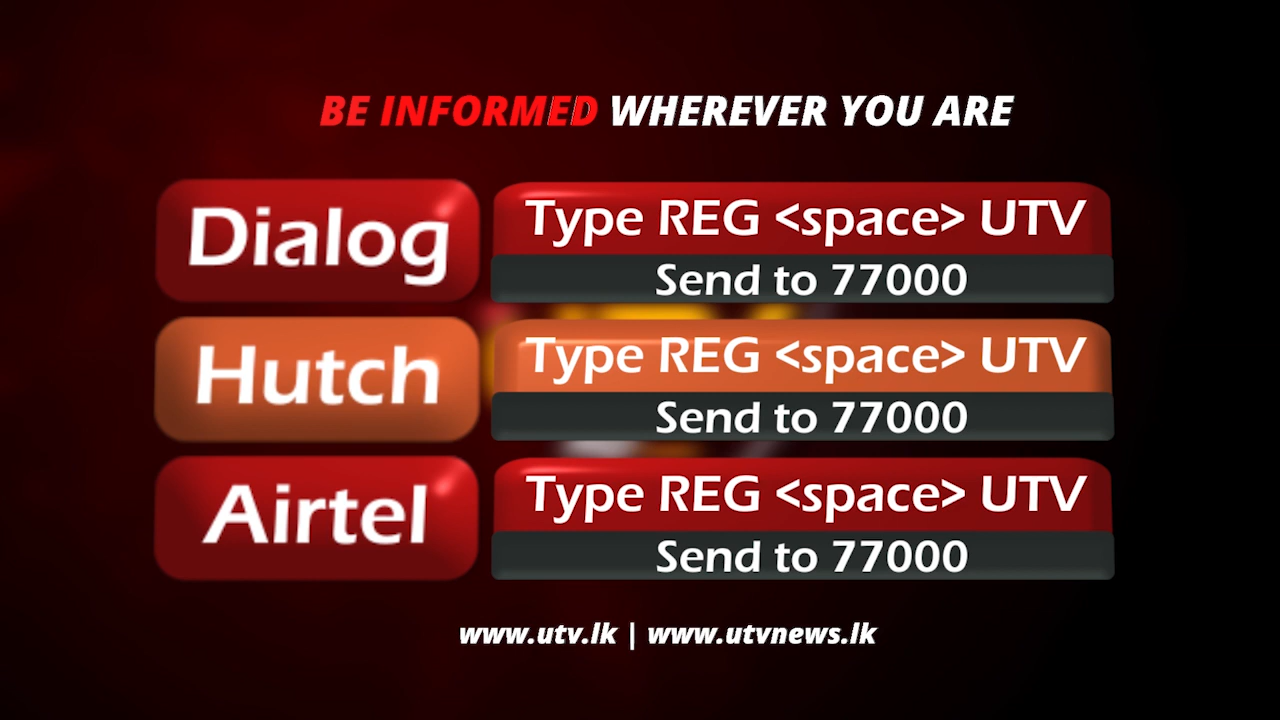 BE INFORMED WHEREVER YOU ARE
Dialog
Type REG <space> UTV
Send to 77000
Hutch
Type REG <space> UTV
Send to 77000
Airtel
Type REG <space> UTV
Send to 77000
www.utv.lk | www.utvnews.lk